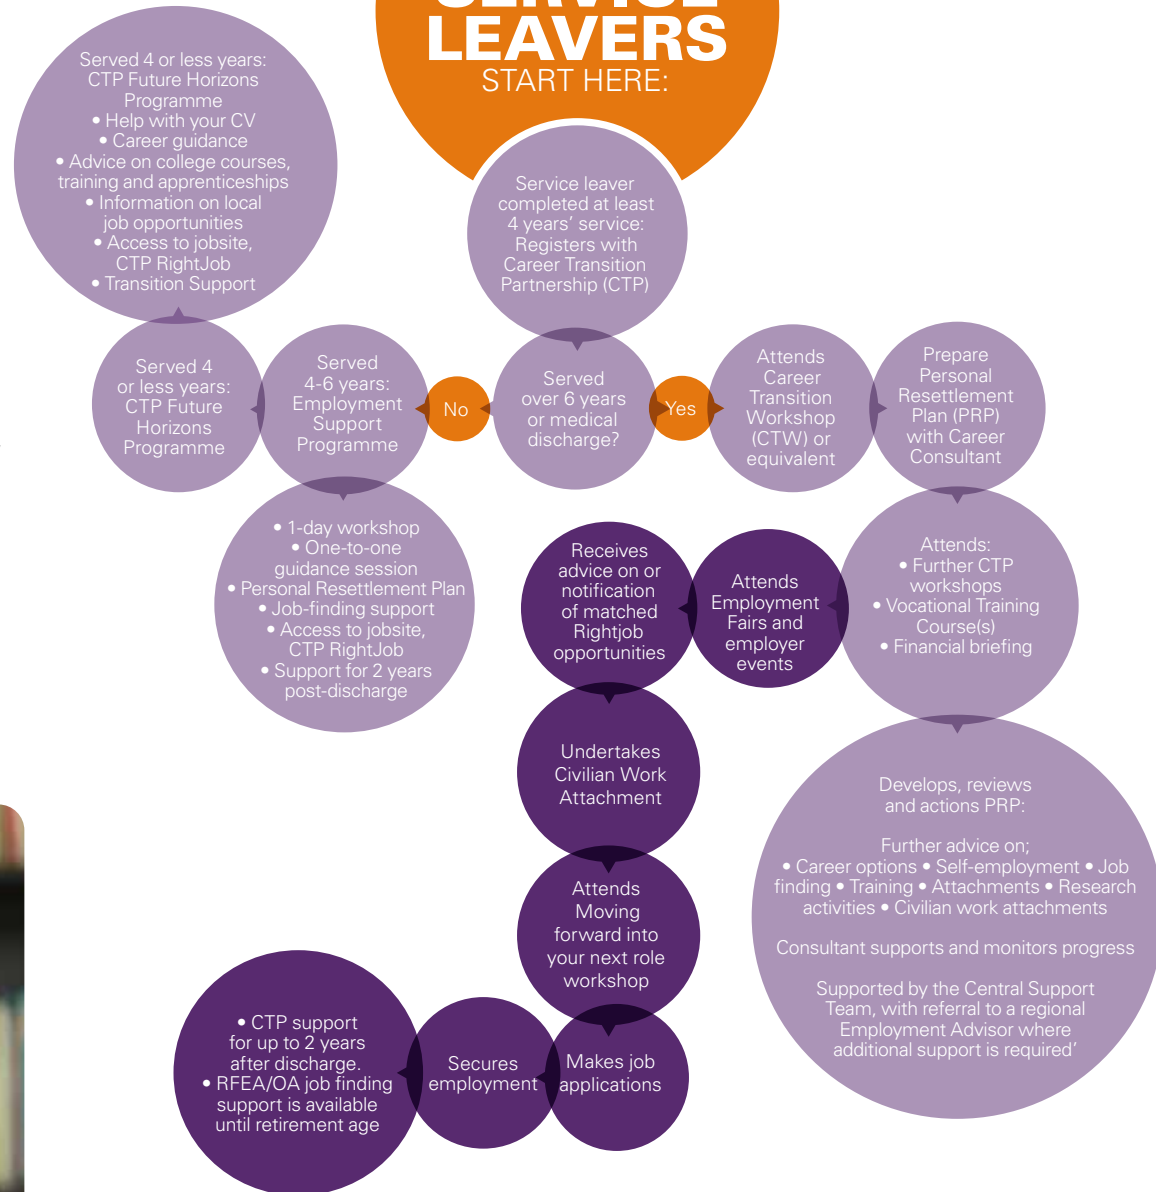 LEAVERS
START HERE:
Served 4 or less years:
CTP Future Horizons
Programme
• Help with your CV
• Career guidance
• Advice on college courses,
training and apprenticeships
• Information on local
job opportunities
• Access to jobsite,
CTP RightJob
• Transition Support
Service leaver
completed at least
4 years’ service:
Registers with
Career Transition
Partnership (CTP)
Served 4
or less years:
CTP Future
Horizons
Programme
Served
4-6 years:
Employment
Support
Programme
No
Served
over 6 years
or medical
discharge?
Yes
Attends
Career
Transition
Workshop
(CTW) or
equivalent
Prepare
Personal
Resettlement
Plan (PRP)
with Career
Consultant
• 1-day workshop
• One-to-one
guidance session
• Personal Resettlement Plan
• Job-finding support
• Access to jobsite,
CTP RightJob
• Support for 2 years
post-discharge
Receives
advice on or
notification
of matched
Rightjob
opportunities
Attends
Employment
Fairs and
employer
events
Attends:
• Further CTP
workshops
• Vocational Training
Course(s)
• Financial briefing
Undertakes
Civilian Work
Attachment
Develops, reviews
and actions PRP:
Further advice on;
• Career options • Self-employment • Job
finding • Training • Attachments • Research
activities • Civilian work attachments
Consultant supports and monitors progress
Supported by the Central Support
Team, with referral to a regional
Employment Advisor where
additional support is required’
Attends
Moving
forward into
your next role
workshop
Makes job
applications
Secures
employment
• CTP support
for up to 2 years
after discharge.
• RFEA/OA job finding
support is available
until retirement age